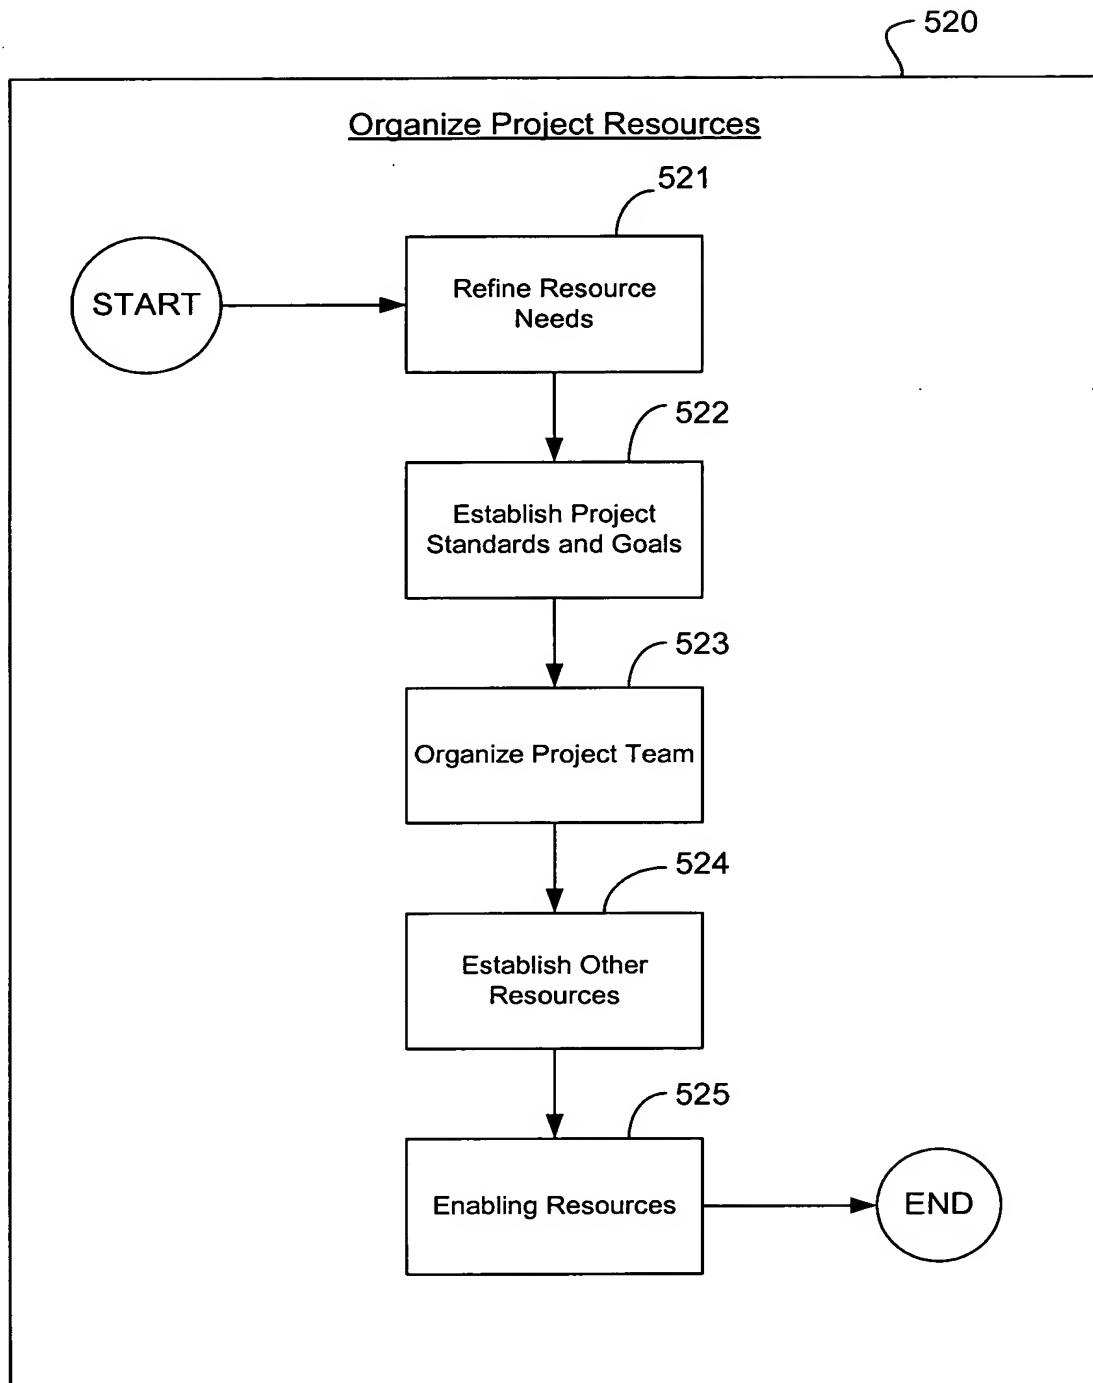 520
Organize Project Resources
521
START
Refine Resource
Needs
522
Establish Project
Standards and Goals
523
Organize Project Team
524
Establish Other
Resources
525
Enabling Resources
END